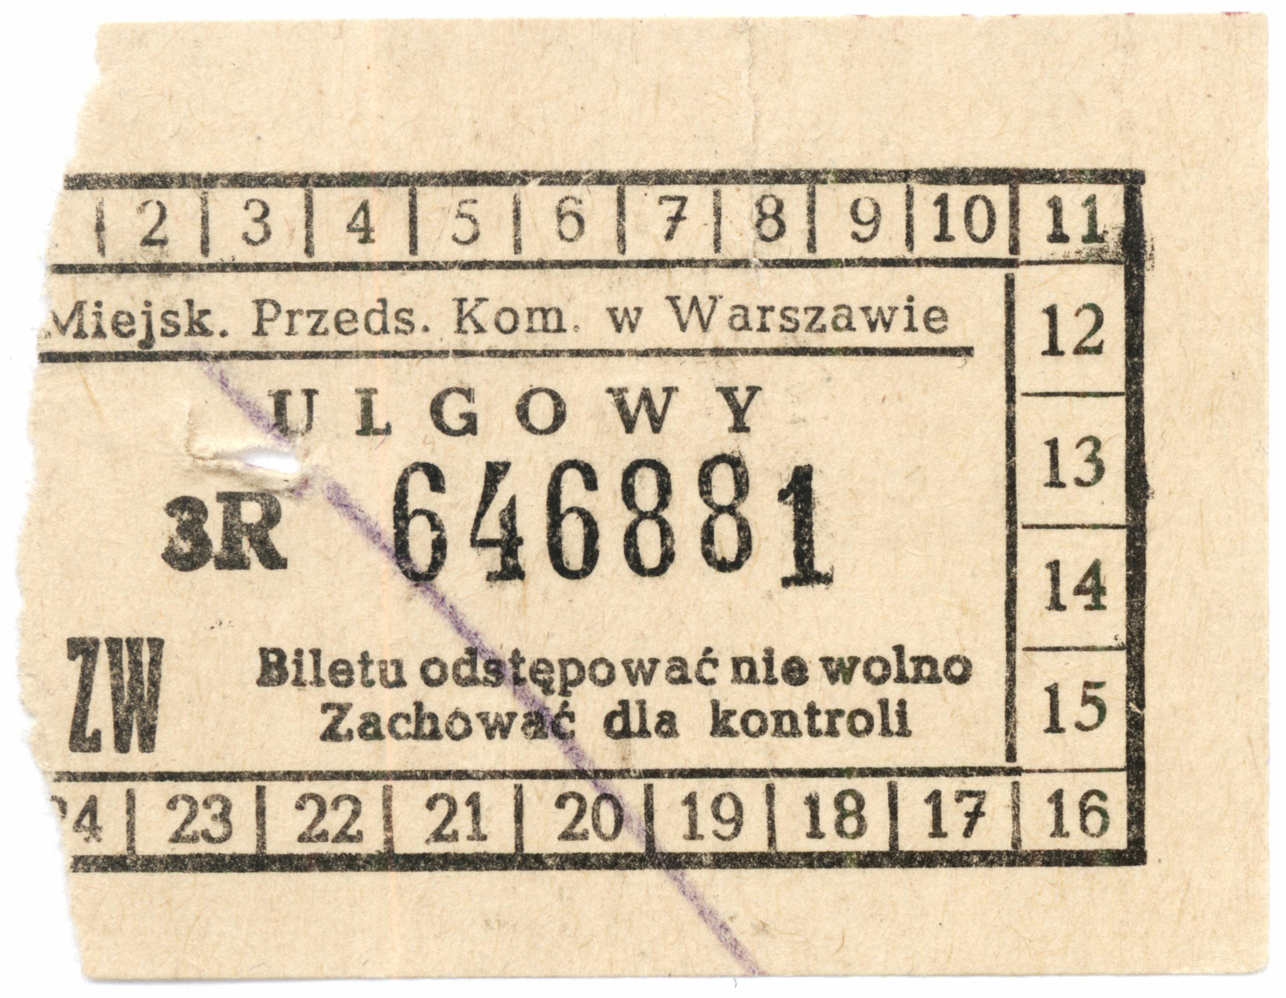 2 3 4 5 6 7 8 9 10 11
Miejsk. Przeds. Kom. w Warszawie
12
ULGOWY
13
3R 646881
14
ZW
Biletu odstępować nie wolno
Zachować dla kontroli
15
24 23 22 21 20 19 18 17 16